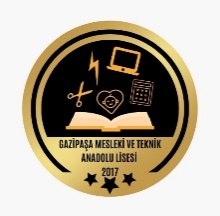 GAZİPAŞA MESLEKİ VE TEKNİK
ANADOLU LİSESİ
2017